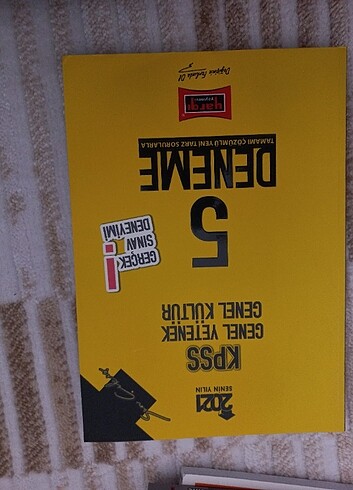 2021
SENİN YILIN
KPSS
GENEL YETENEK
GENEL KÜLTÜR
GERÇEK
SINAV
DENEYİMİ
5
DENEME
TAMAMI ÇÖZÜMLÜ YENİ TARZ SORULARLA
yargı
yayınevi